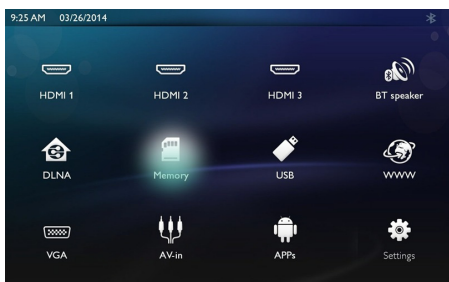 9:25 AM 03/26/2014
HDMI 1 HDMI 2 HDMI 3 BT speaker
DLNA Memory USB WWW
VGA AV-in APPs Settings